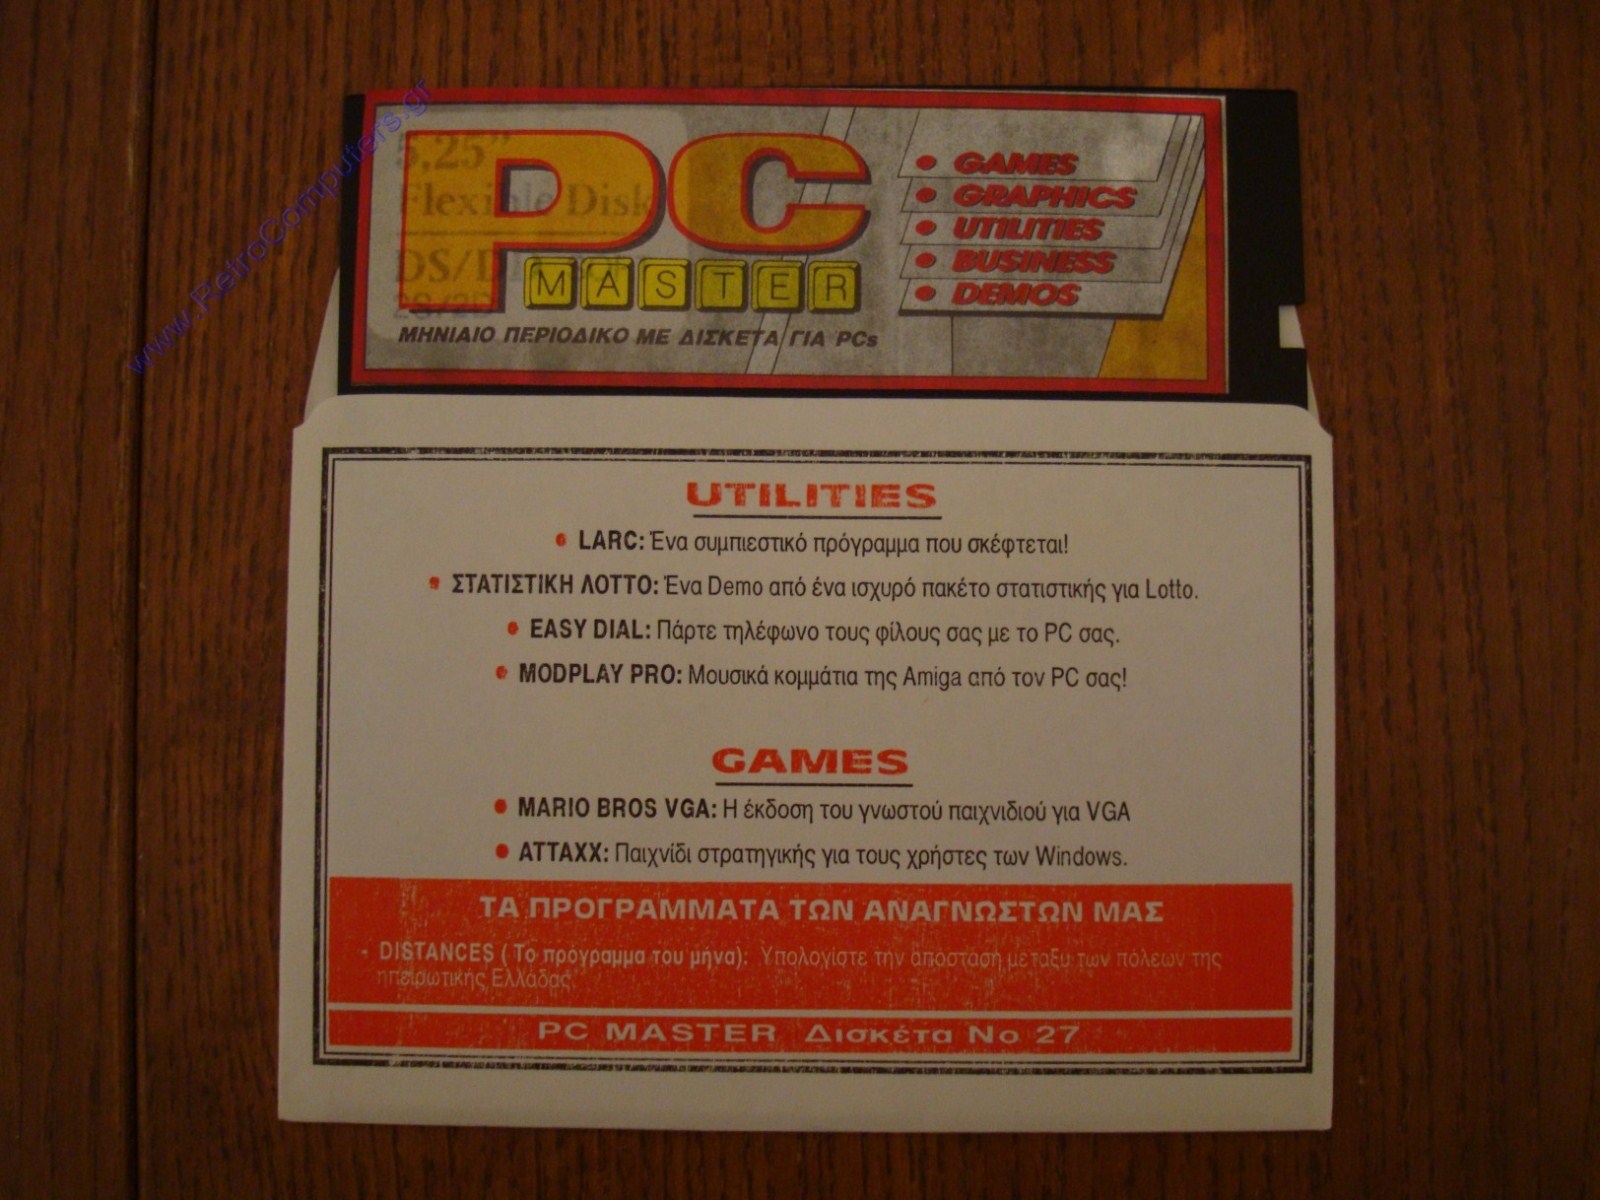 www.RetroComputers.gr
5,25"
Flexible Disk
PC
MASTER
ΜΗΝΙΑΙΟ ΠΕΡΙΟΔΙΚΟ ΜΕ ΔΙΣΚΕΤΑ ΓΙΑ PCs
• GAMES
• GRAPHICS
• UTILITIES
• BUSINESS
• DEMOS
UTILITIES
• LARC: Ένα συμπιεστικό πρόγραμμα που σκέφτεται!
• ΣΤΑΤΙΣΤΙΚΗ ΛΟΤΤΟ: Ένα Demo από ένα ισχυρό πακέτο στατιστικής για Lotto.
• EASY DIAL: Πάρτε τηλέφωνο τους φίλους σας με το PC σας.
• MODPLAY PRO: Μουσικά κομμάτια της Amiga από τον PC σας!
GAMES
• MARIO BROS VGA: Η έκδοση του γνωστού παιχνιδιού για VGA
• ATTAXX: Παιχνίδι στρατηγικής για τους χρήστες των Windows.
ΤΑ ΠΡΟΓΡΑΜΜΑΤΑ ΤΩΝ ΑΝΑΓΝΩΣΤΩΝ ΜΑΣ
- DISTANCES ( Το πρόγραμμα του μήνα): Υπολογίστε την απόσταση μεταξύ των πόλεων της
ηπειρωτικής Ελλάδας.
PC MASTER Δισκέτα Νο 27